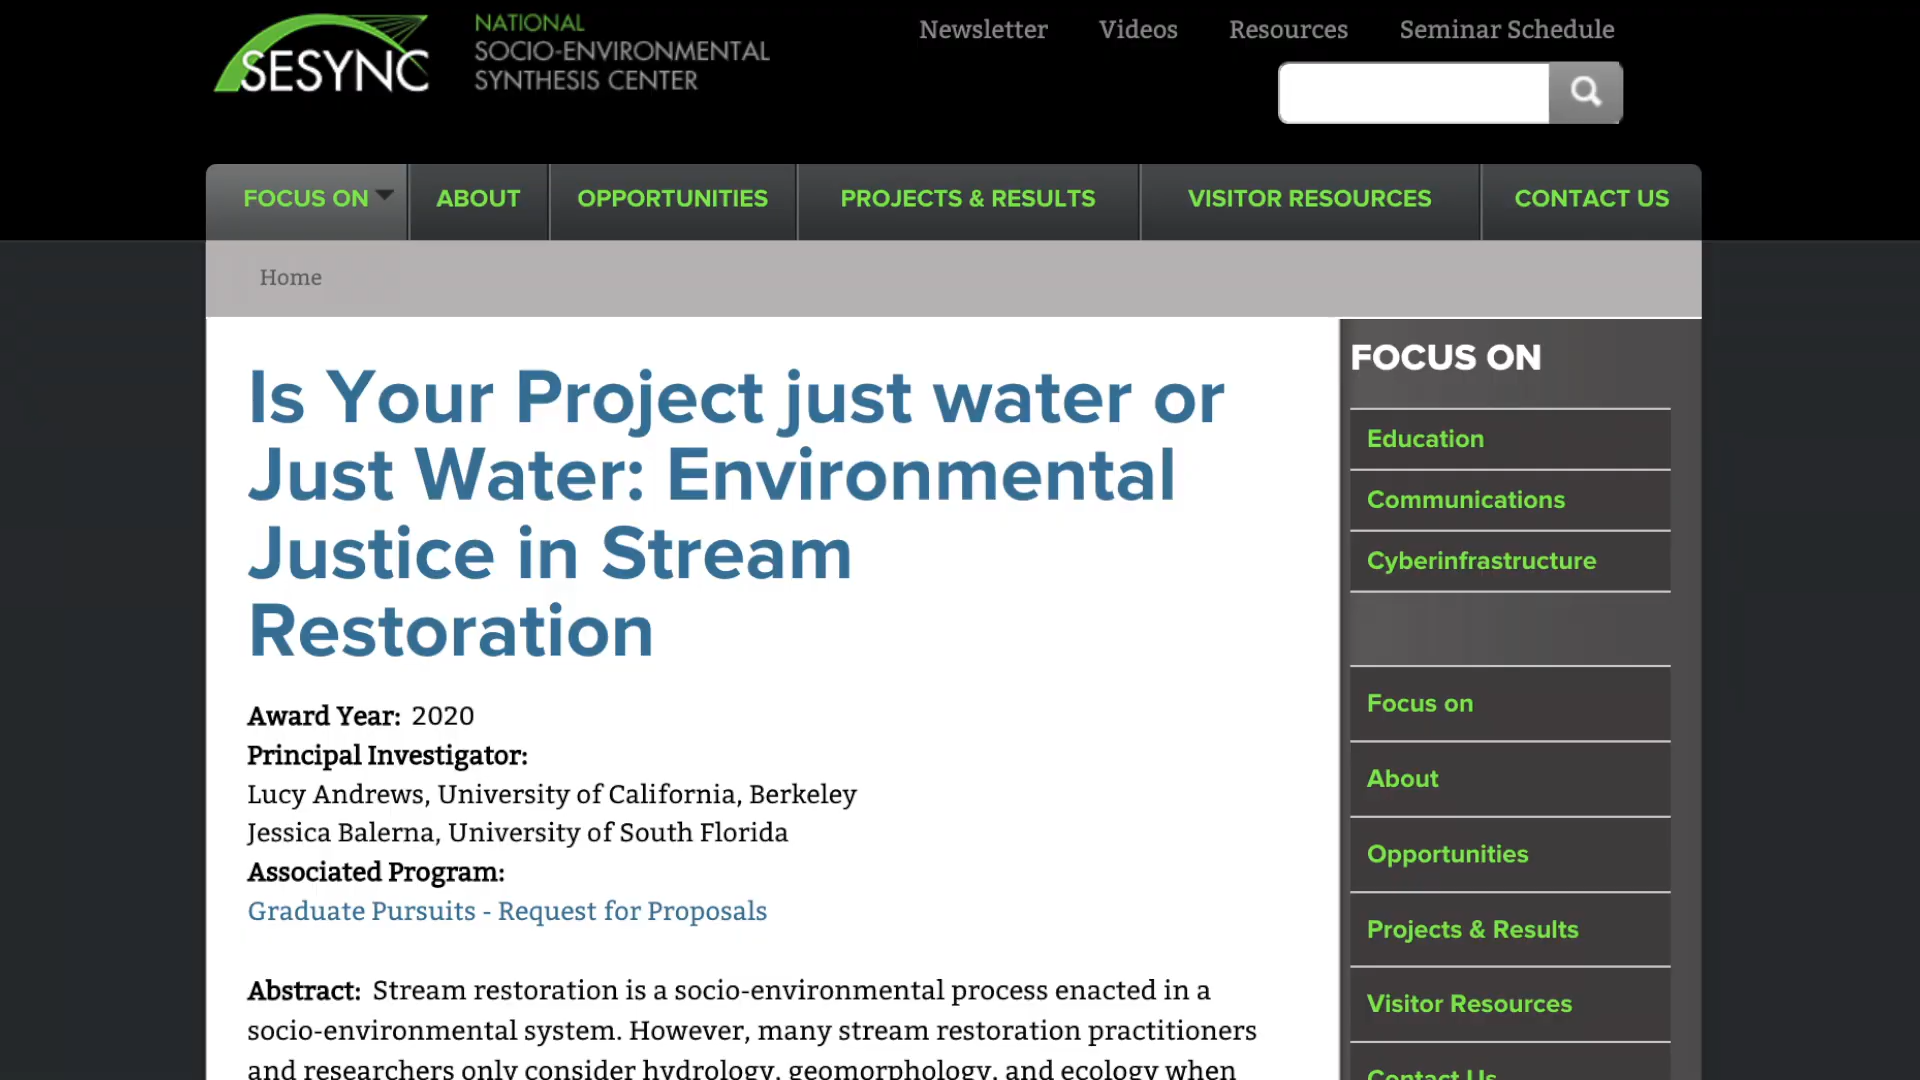 SESYNC
NATIONAL
SOCIO-ENVIRONMENTAL
SYNTHESIS CENTER
Newsletter Videos Resources Seminar Schedule
FOCUS ON ABOUT OPPORTUNITIES PROJECTS & RESULTS VISITOR RESOURCES CONTACT US
Home
Is Your Project just water or
Just Water: Environmental
Justice in Stream
Restoration
Award Year: 2020
Principal Investigator:
Lucy Andrews, University of California, Berkeley
Jessica Balerna, University of South Florida
Associated Program:
Graduate Pursuits - Request for Proposals
Abstract: Stream restoration is a socio-environmental process enacted in a
socio-environmental system. However, many stream restoration practitioners
and researchers only consider hydrology, geomorphology, and ecology when
FOCUS ON
Education
Communications
Cyberinfrastructure
Focus on
About
Opportunities
Projects & Results
Visitor Resources
Contact Us